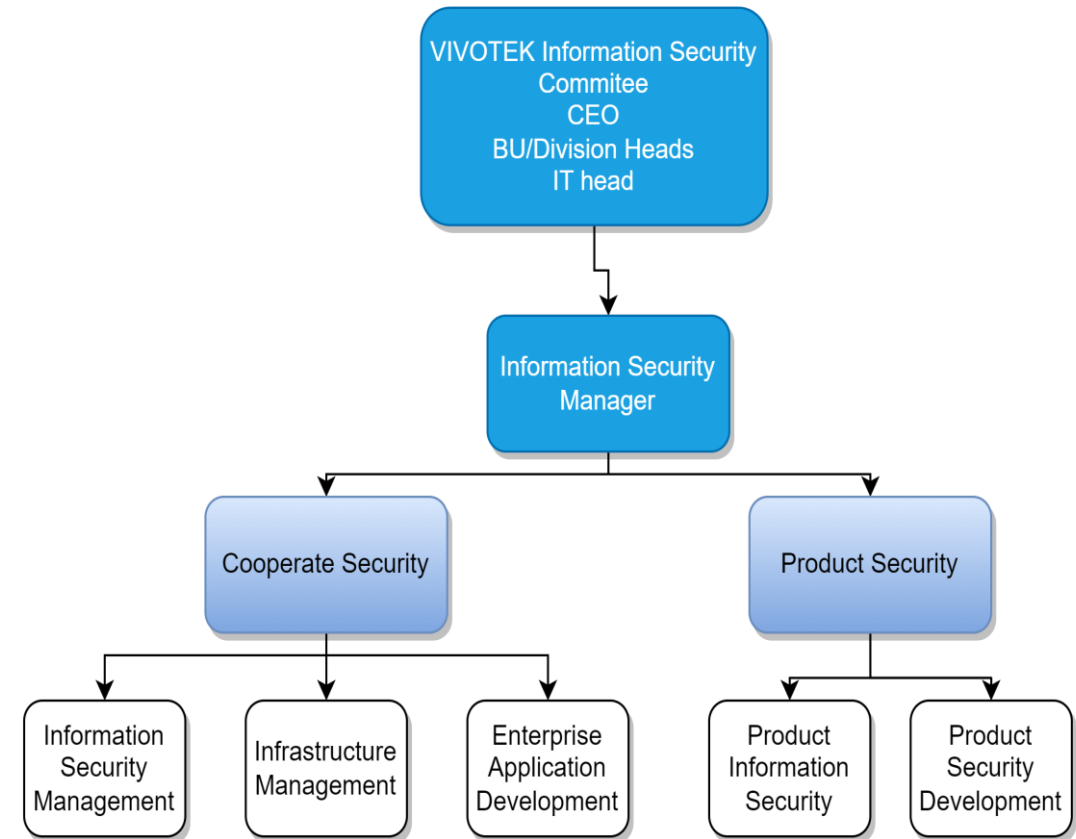 VIVOTEK Information Security
Commitee
CEO
BU/Division Heads
IT head
Information Security
Manager
Cooperate Security
Product Security
Information
Security
Management
Infrastructure
Management
Enterprise
Application
Development
Product
Information
Security
Product
Security
Development